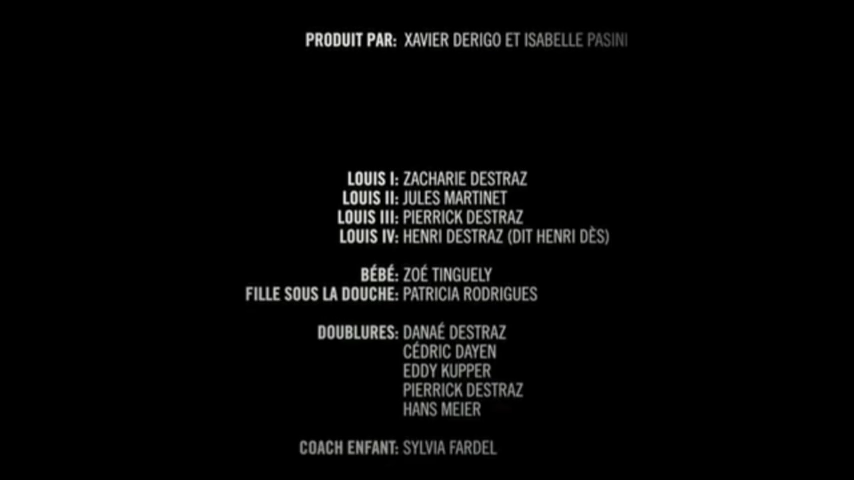 PRODUIT PAR: XAVIER DERIGO ET ISABELLE PASINI
LOUIS I: ZACHARIE DESTRAZ
LOUIS II: JULES MARTINET
LOUIS III: PIERRICK DESTRAZ
LOUIS IV: HENRI DESTRAZ (DIT HENRI DÈS)
BÉBÉ: ZOÉ TINGUELY
FILLE SOUS LA DOUCHE: PATRICIA RODRIGUES
DOUBLURES: DANAÉ DESTRAZ
CÉDRIC DAYEN
EDDY KUPPER
PIERRICK DESTRAZ
HANS MEIER
COACH ENFANT: SYLVIA FARDEL